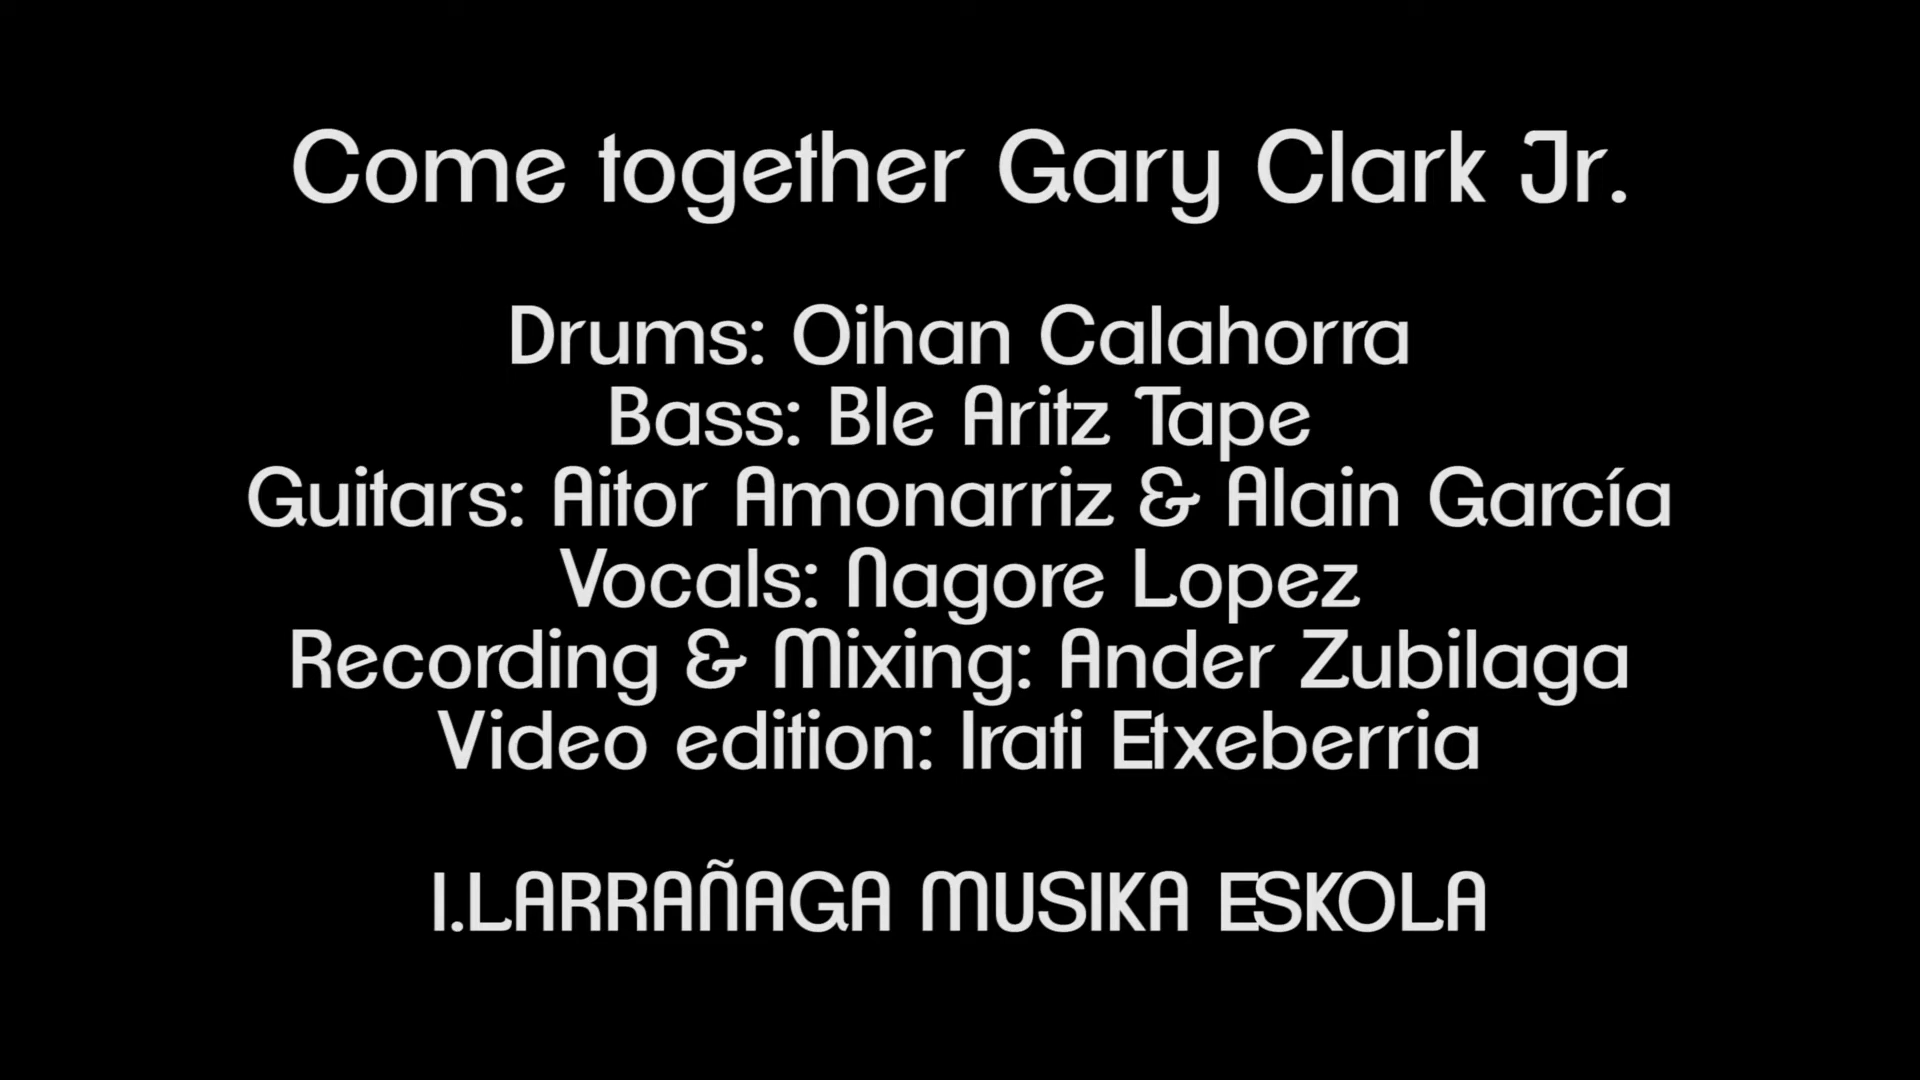 Come together Gary Clark Jr.
Drums: Oihan Calahorra
Bass: Ble Aritz Tape
Guitars: Aitor Amonarriz & Alain García
Vocals: Nagore Lopez
Recording & Mixing: Ander Zubilaga
Video edition: Irati Etxeberria
I.LARRAÑAGA MUSIKA ESKOLA